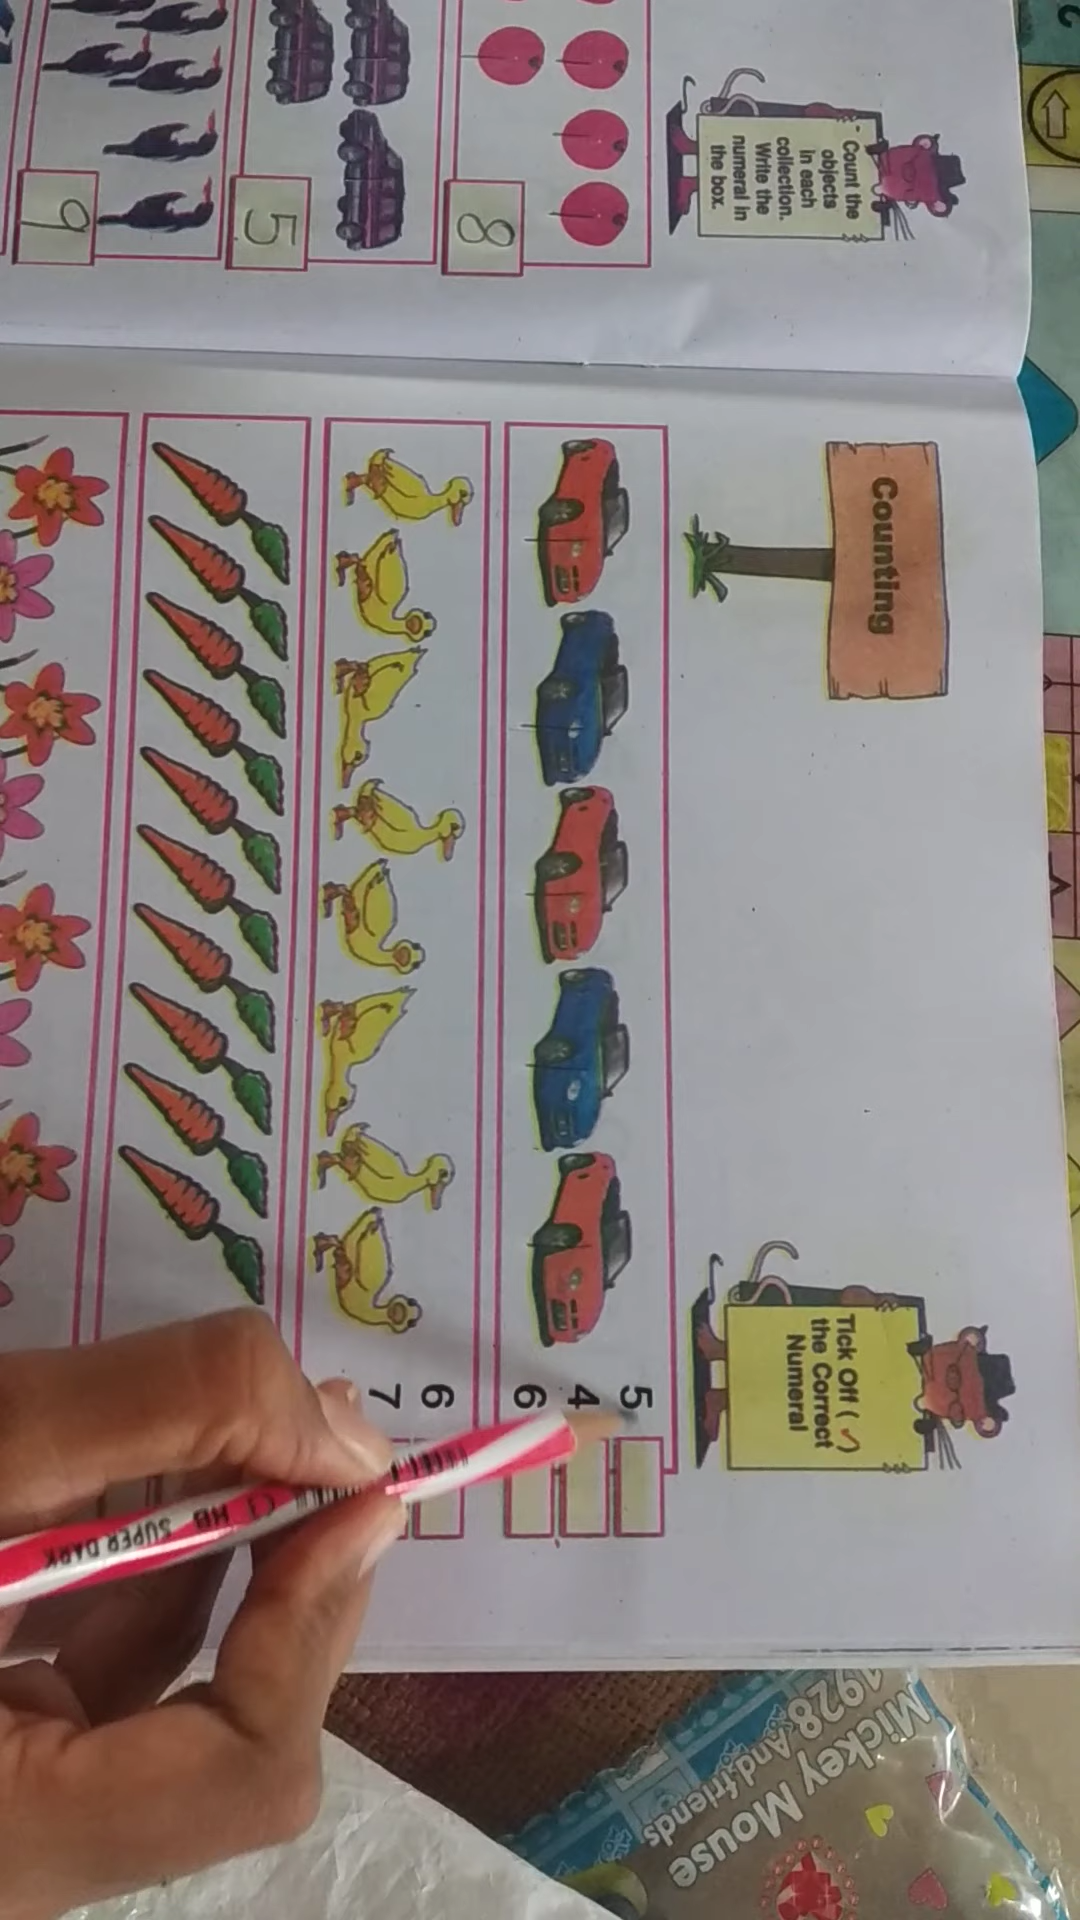 Count the
objects
in each
collection.
Write the
numeral in
the box.
8
5
9
Counting
Tick Off ( ✓ )
the Correct
Numeral
5
4
6
6
7
HB SUPER DARK
Mickey Mouse
1928 And friends